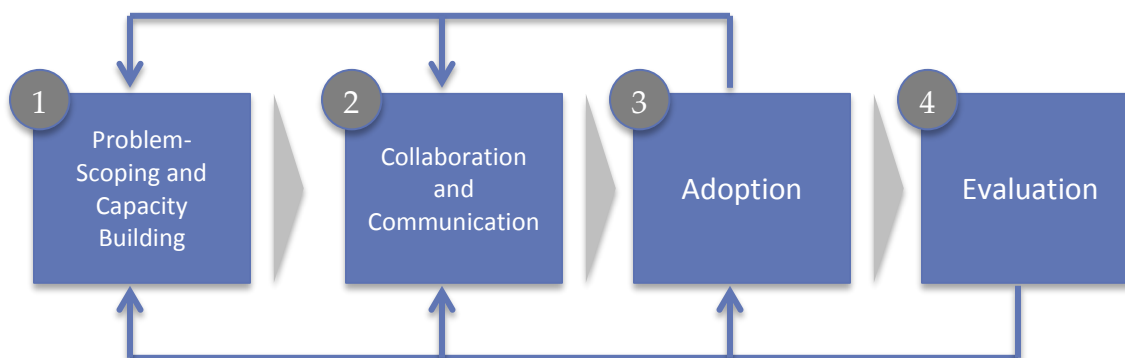 1
Problem-
Scoping and
Capacity
Building
2
Collaboration
and
Communication
3
Adoption
4
Evaluation